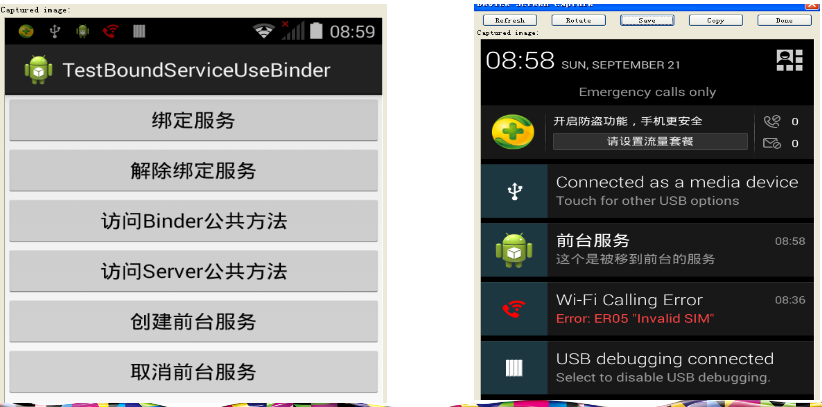 Captured image:
08:59
TestBoundServiceUseBinder
绑定服务
解除绑定服务
访问Binder公共方法
访问Server公共方法
创建前台服务
取消前台服务
Device Screen Capture
Refresh
Rotate
Save
Copy
Done
Captured image:
08:58 SUN, SEPTEMBER 21
Emergency calls only
开启防盗功能，手机更安全
0
请设置流量套餐
0
Connected as a media device
Touch for other USB options
前台服务
08:58
这个是被移到前台的服务
Wi-Fi Calling Error
08:36
Error: ER05 "Invalid SIM"
USB debugging connected
Select to disable USB debugging.